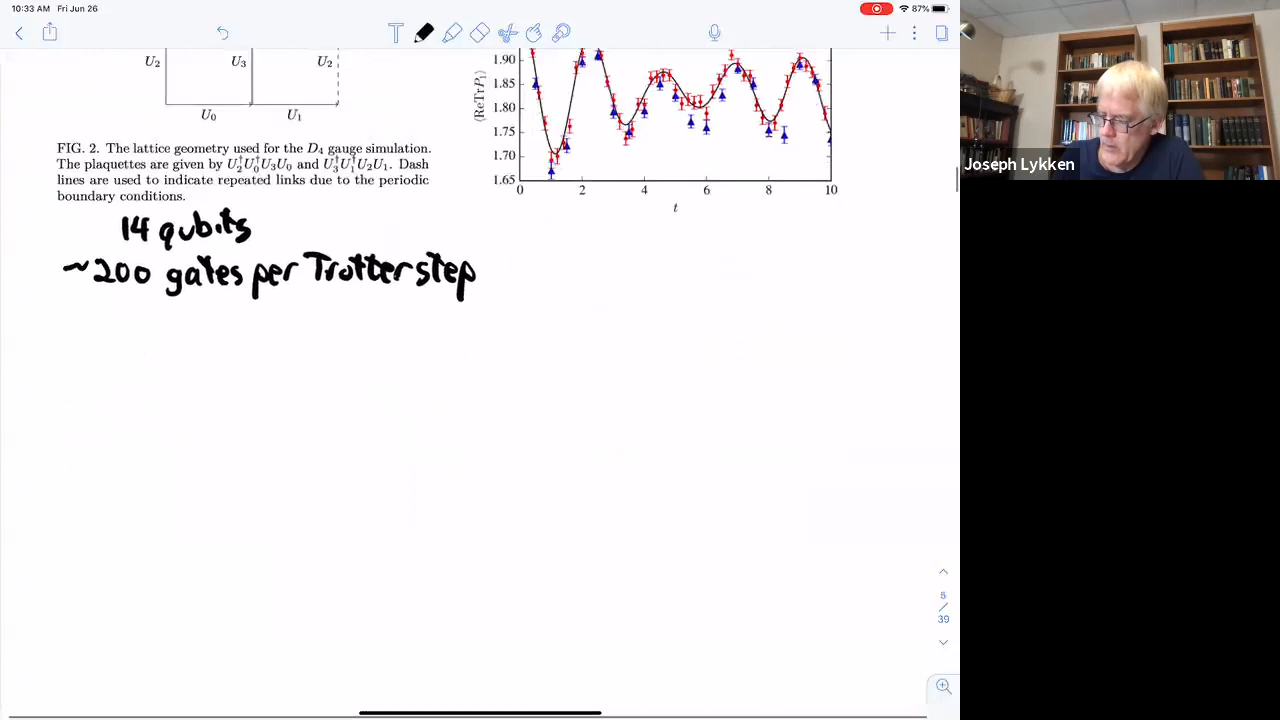 10:33 AM Fri Jun 26
87%
U₂
U₃
U₂
U₀
U₁
FIG. 2. The lattice geometry used for the D₄ gauge simulation.
The plaquettes are given by U₂†U₀†U₃U₀ and U₃†U₁†U₂U₁. Dash
lines are used to indicate repeated links due to the periodic
boundary conditions.
14 qubits
~200 gates per Trotter step
⟨ReTrP₁⟩
1.90
1.85
1.80
1.75
1.70
1.65
0 2 4 6 8 10
t
T
5
/
39
Joseph Lykken